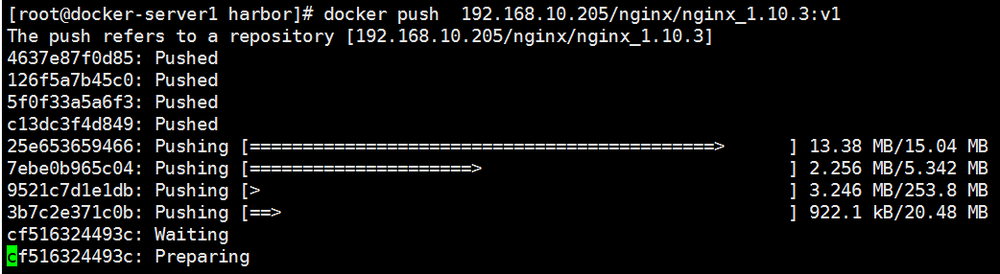 [root@docker-server1 harbor]# docker push  192.168.10.205/nginx/nginx_1.10.3:v1
The push refers to a repository [192.168.10.205/nginx/nginx_1.10.3]
4637e87f0d85: Pushed
126f5a7b45c0: Pushed
5f0f33a5a6f3: Pushed
c13dc3f4d849: Pushed
25e653659466: Pushing [============================================>      ] 13.38 MB/15.04 MB
7ebe0b965c04: Pushing [=====================>                             ] 2.256 MB/5.342 MB
9521c7d1e1db: Pushing [>                                                  ] 3.246 MB/253.8 MB
3b7c2e371c0b: Pushing [==>                                                ] 922.1 kB/20.48 MB
cf516324493c: Waiting
cf516324493c: Preparing